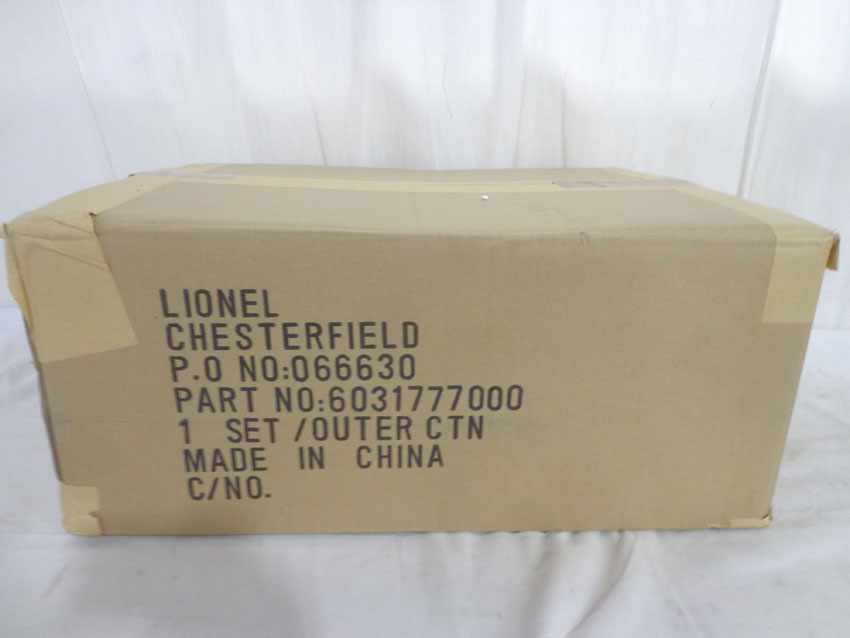 LIONEL
CHESTERFIELD
P.O NO:066630
PART NO:6031777000
1 SET /OUTER CTN
MADE IN CHINA
C/NO.